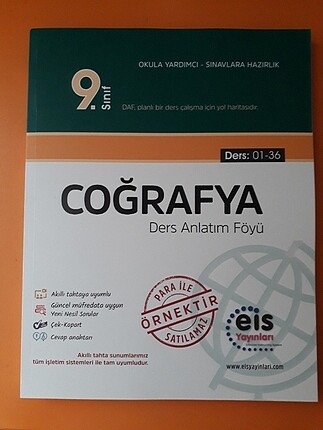 OKULA YARDIMCI - SINAVLARA HAZIRLIK
9. Sınıf
DAF, planlı bir ders çalışma için yol haritasıdır.
Ders: 01-36
COĞRAFYA
Ders Anlatım Föyü
Akıllı tahtaya uyumlu
Güncel müfredata uygun
Yeni Nesil Sorular
Çek-Kopart
Cevap anahtarı
Akıllı tahta sunumlarımız
tüm işletim sistemleri ile tam uyumludur.
PARA İLE
ÖRNEKTİR
SATILAMAZ
eis
Yayınları
www.eisyayinlari.com